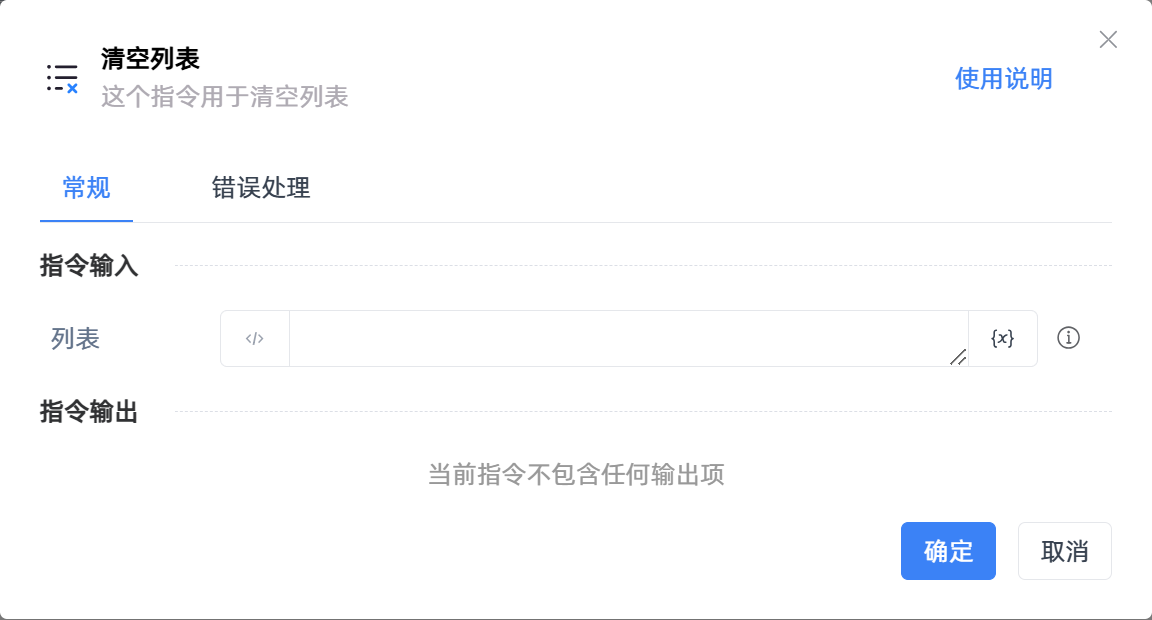 清空列表
这个指令用于清空列表
使用说明
常规
错误处理
指令输入
列表
</>
{x}
指令输出
当前指令不包含任何输出项
确定
取消